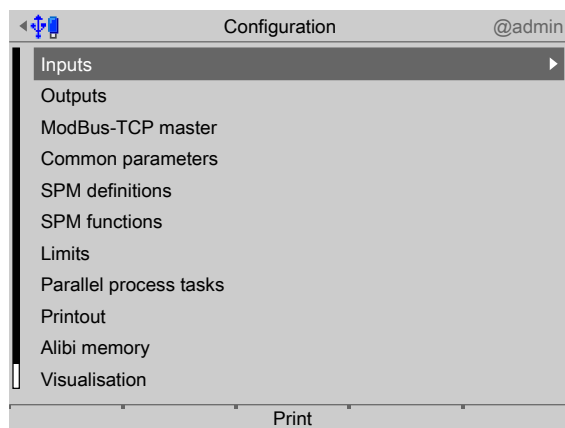 Configuration @admin
Inputs
Outputs
ModBus-TCP master
Common parameters
SPM definitions
SPM functions
Limits
Parallel process tasks
Printout
Alibi memory
Visualisation
Print